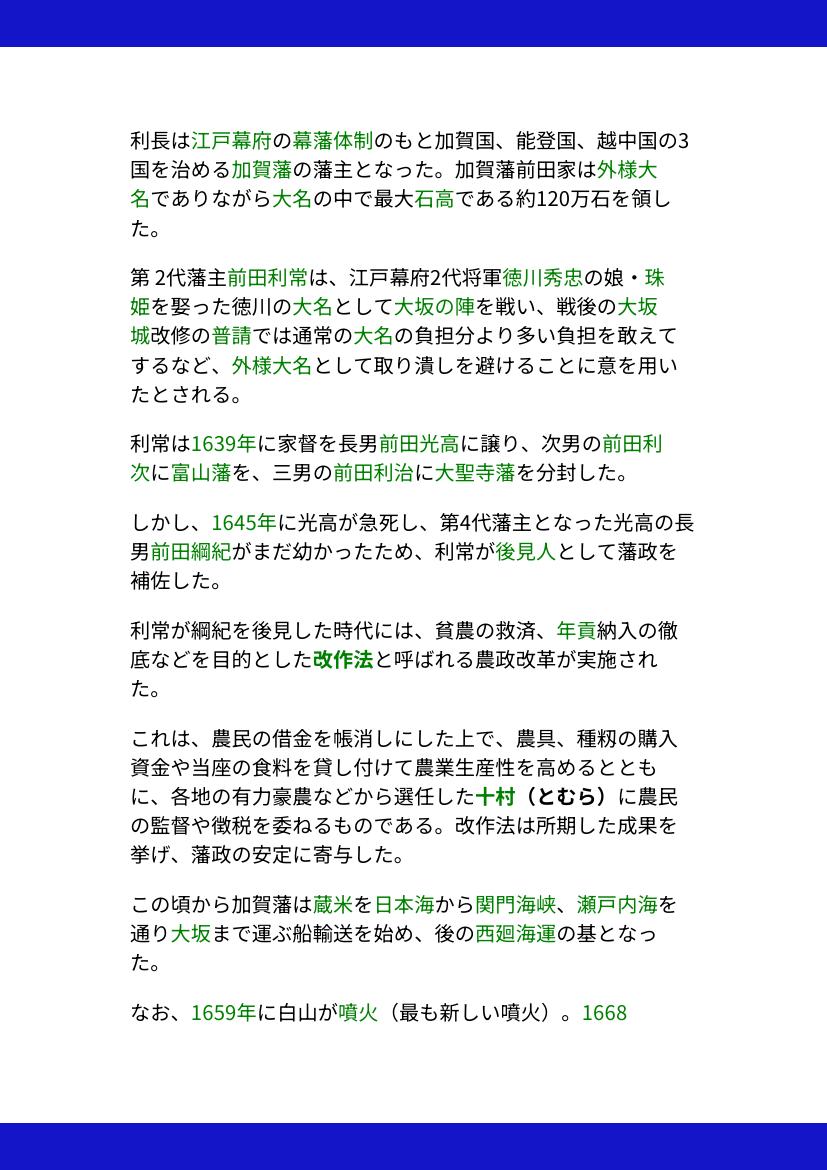 利長は江戸幕府の幕藩体制のもと加賀国、能登国、越中国の3
国を治める加賀藩の藩主となった。加賀藩前田家は外様大
名でありながら大名の中で最大石高である約120万石を領し
た。
第 2代藩主前田利常は、江戸幕府2代将軍徳川秀忠の娘・珠
姫を娶った徳川の大名として大坂の陣を戦い、戦後の大坂
城改修の普請では通常の大名の負担分より多い負担を敢えて
するなど、外様大名として取り潰しを避けることに意を用い
たとされる。
利常は1639年に家督を長男前田光高に譲り、次男の前田利
次に富山藩を、三男の前田利治に大聖寺藩を分封した。
しかし、1645年に光高が急死し、第4代藩主となった光高の長
男前田綱紀がまだ幼かったため、利常が後見人として藩政を
補佐した。
利常が綱紀を後見した時代には、貧農の救済、年貢納入の徹
底などを目的とした改作法と呼ばれる農政改革が実施され
た。
これは、農民の借金を帳消しにした上で、農具、種籾の購入
資金や当座の食料を貸し付けて農業生産性を高めるととも
に、各地の有力豪農などから選任した十村（とむら）に農民
の監督や徴税を委ねるものである。改作法は所期した成果を
挙げ、藩政の安定に寄与した。
この頃から加賀藩は蔵米を日本海から関門海峡、瀬戸内海を
通り大坂まで運ぶ船輸送を始め、後の西廻海運の基となっ
た。
なお、1659年に白山が噴火（最も新しい噴火）。1668